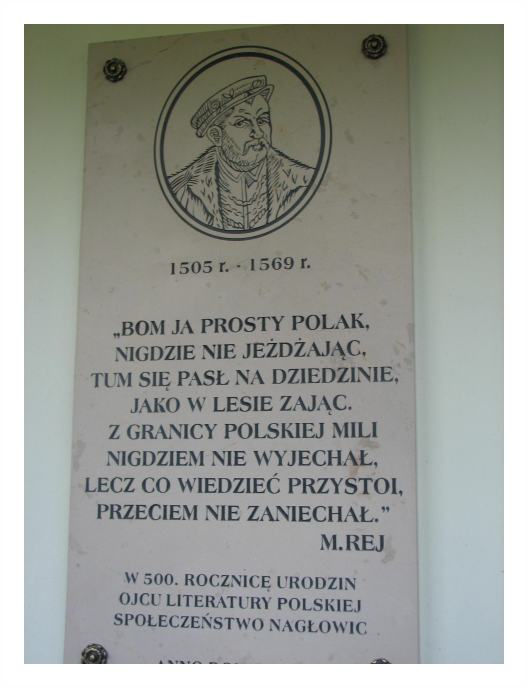 1505 r. - 1569 r.
„BOM JA PROSTY POLAK,
NIGDZIE NIE JEŻDŻAJĄC,
TUM SIĘ PASŁ NA DZIEDZINIE,
JAKO W LESIE ZAJĄC.
Z GRANICY POLSKIEJ MILI
NIGDZIEM NIE WYJECHAŁ,
LECZ CO WIEDZIEĆ PRZYSTOI,
PRZECIEM NIE ZANIECHAŁ.”
M.REJ
W 500. ROCZNICĘ URODZIN
OJCU LITERATURY POLSKIEJ
SPOŁECZEŃSTWO NAGŁOWIC
ANNO